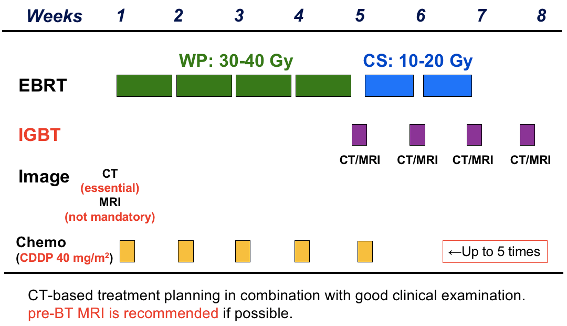 Weeks 1 2 3 4 5 6 7 8
WP: 30-40 Gy CS: 10-20 Gy
EBRT
IGBT
CT/MRI CT/MRI CT/MRI CT/MRI
Image
CT
(essential)
MRI
(not mandatory)
Chemo
(CDDP 40 mg/m²)
←Up to 5 times
CT-based treatment planning in combination with good clinical examination.
pre-BT MRI is recommended if possible.